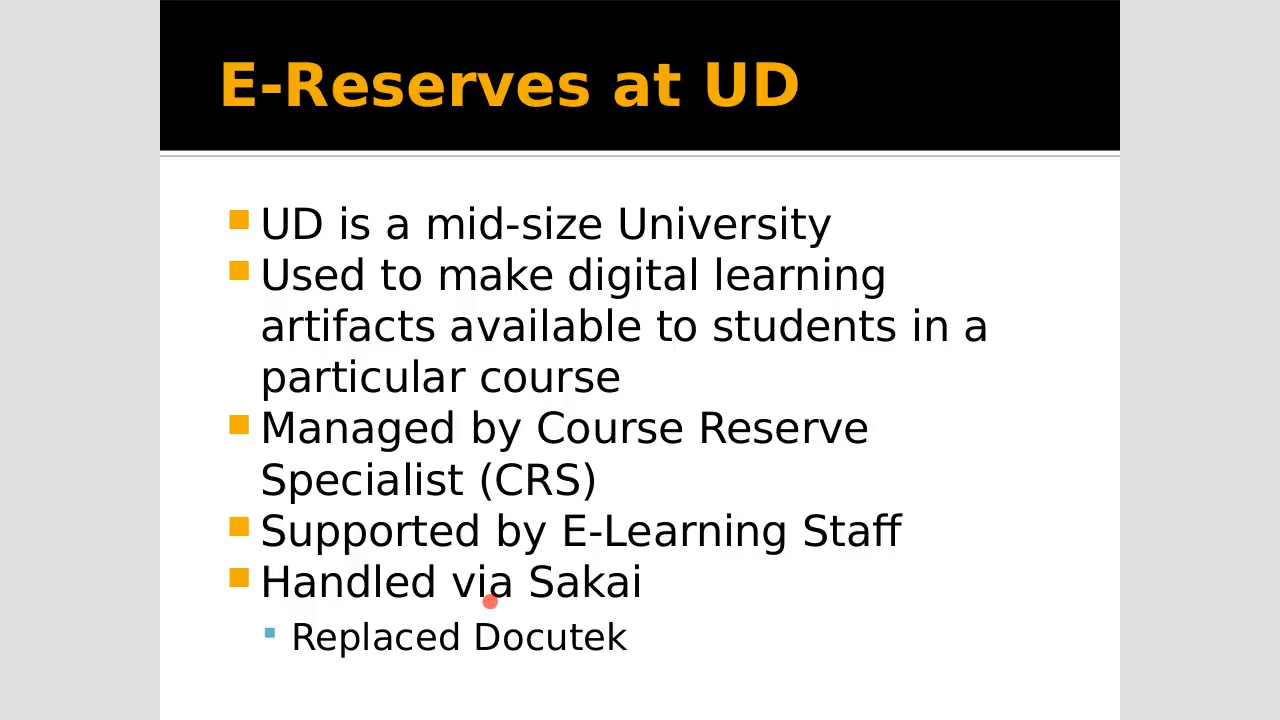 E-Reserves at UD
UD is a mid-size University
Used to make digital learning
artifacts available to students in a
particular course
Managed by Course Reserve
Specialist (CRS)
Supported by E-Learning Staff
Handled via Sakai
Replaced Docutek